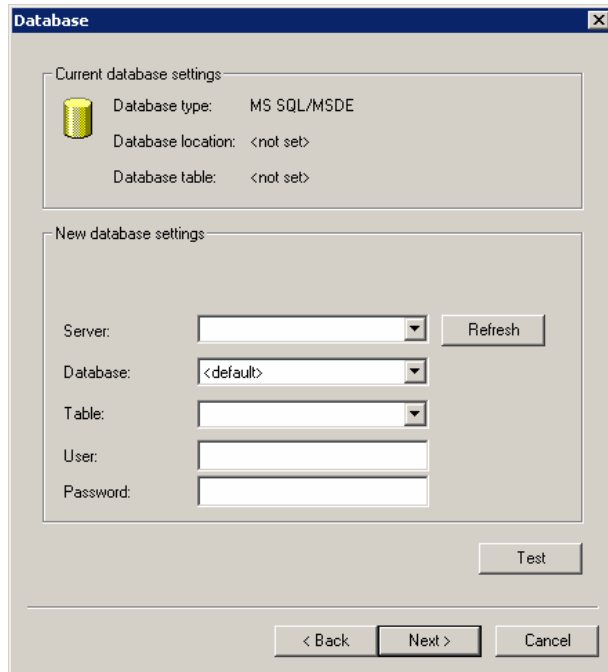 Database
Current database settings
Database type: MS SQL/MSDE
Database location: <not set>
Database table: <not set>
New database settings
Server: Refresh
Database: <default>
Table:
User:
Password:
Test
< Back Next > Cancel